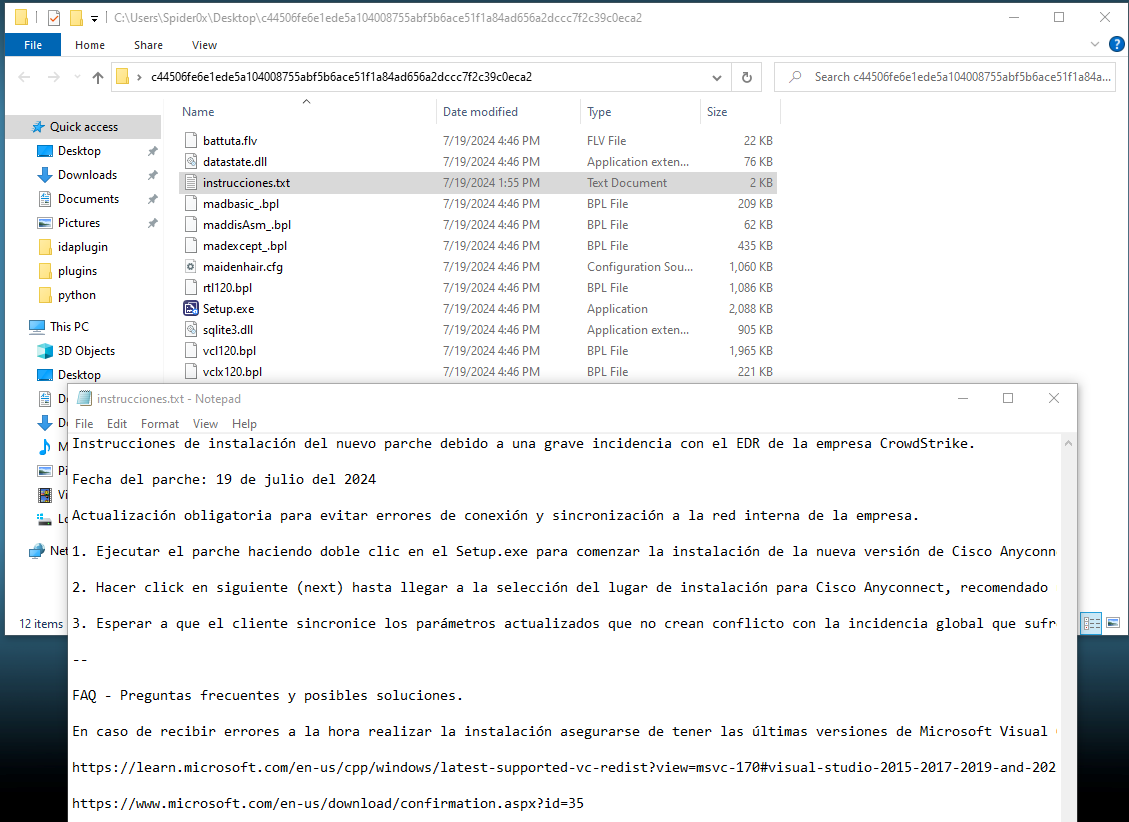 C:\Users\Spider0x\Desktop\c44506fe6e1ede5a104008755abf5b6ace51f1a84ad656a2dccc7f2c39c0eca2
File Home Share View
c44506fe6e1ede5a104008755abf5b6ace51f1a84ad656a2dccc7f2c39c0eca2
Search c44506fe6e1ede5a104008755abf5b6ace51f1a84a...
Name Date modified Type Size
Quick access
Desktop
Downloads
Documents
Pictures
idaplugin
plugins
python
This PC
3D Objects
Desktop
battuta.flv 7/19/2024 4:46 PM FLV File 22 KB
datastate.dll 7/19/2024 4:46 PM Application exten... 76 KB
instrucciones.txt 7/19/2024 1:55 PM Text Document 2 KB
madbasic_.bpl 7/19/2024 4:46 PM BPL File 209 KB
maddisAsm_.bpl 7/19/2024 4:46 PM BPL File 62 KB
madexcept_.bpl 7/19/2024 4:46 PM BPL File 435 KB
maidenhair.cfg 7/19/2024 4:46 PM Configuration Sou... 1,060 KB
rtl120.bpl 7/19/2024 4:46 PM BPL File 1,086 KB
Setup.exe 7/19/2024 4:46 PM Application 2,088 KB
sqlite3.dll 7/19/2024 4:46 PM Application exten... 905 KB
vcl120.bpl 7/19/2024 4:46 PM BPL File 1,965 KB
vclx120.bpl 7/19/2024 4:46 PM BPL File 221 KB
12 items
instrucciones.txt - Notepad
File Edit Format View Help
Instrucciones de instalación del nuevo parche debido a una grave incidencia con el EDR de la empresa CrowdStrike.
Fecha del parche: 19 de julio del 2024
Actualización obligatoria para evitar errores de conexión y sincronización a la red interna de la empresa.
1. Ejecutar el parche haciendo doble clic en el Setup.exe para comenzar la instalación de la nueva versión de Cisco Anyconn
2. Hacer click en siguiente (next) hasta llegar a la selección del lugar de instalación para Cisco Anyconnect, recomendado
3. Esperar a que el cliente sincronice los parámetros actualizados que no crean conflicto con la incidencia global que sufr
--
FAQ - Preguntas frecuentes y posibles soluciones.
En caso de recibir errores a la hora realizar la instalación asegurarse de tener las últimas versiones de Microsoft Visual
https://learn.microsoft.com/en-us/cpp/windows/latest-supported-vc-redist?view=msvc-170#visual-studio-2015-2017-2019-and-202
https://www.microsoft.com/en-us/download/confirmation.aspx?id=35